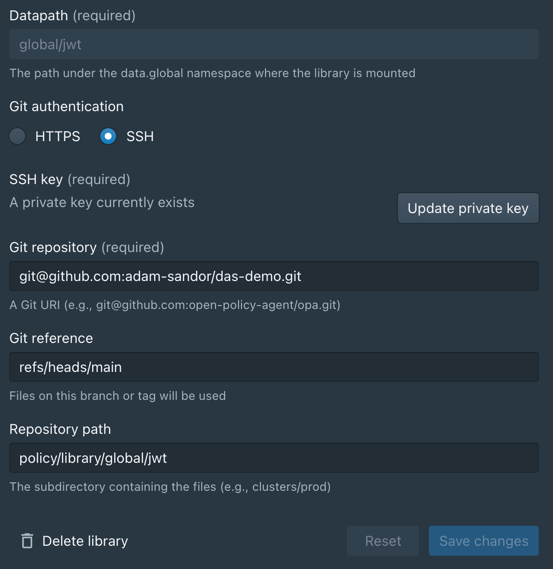 Datapath (required)
global/jwt
The path under the data.global namespace where the library is mounted
Git authentication
HTTPS
SSH
SSH key (required)
A private key currently exists
Update private key
Git repository (required)
git@github.com:adam-sandor/das-demo.git
A Git URI (e.g., git@github.com:open-policy-agent/opa.git)
Git reference
refs/heads/main
Files on this branch or tag will be used
Repository path
policy/library/global/jwt
The subdirectory containing the files (e.g., clusters/prod)
Delete library
Reset
Save changes